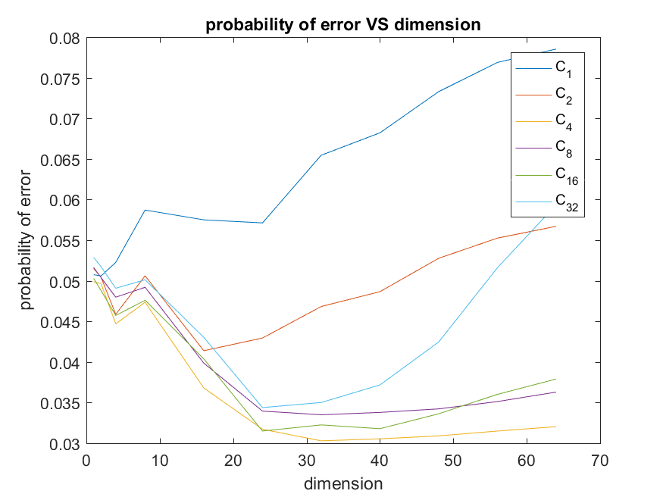 probability of error VS dimension
0.08
0.075
0.07
0.065
0.06
0.055
0.05
0.045
0.04
0.035
0.03
probability of error
0 10 20 30 40 50 60 70
dimension
C1
C2
C4
C8
C16
C32